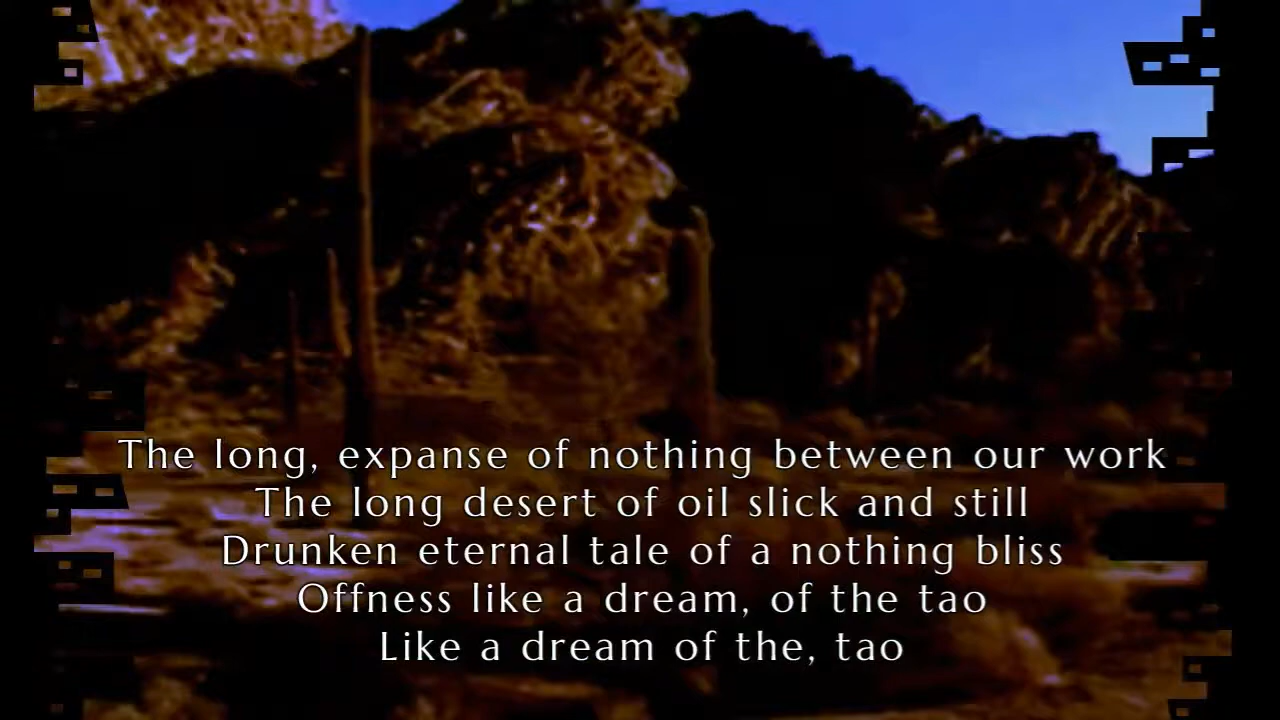 The long, expanse of nothing between our work
The long desert of oil slick and still
Drunken eternal tale of a nothing bliss
Offness like a dream, of the tao
Like a dream of the, tao